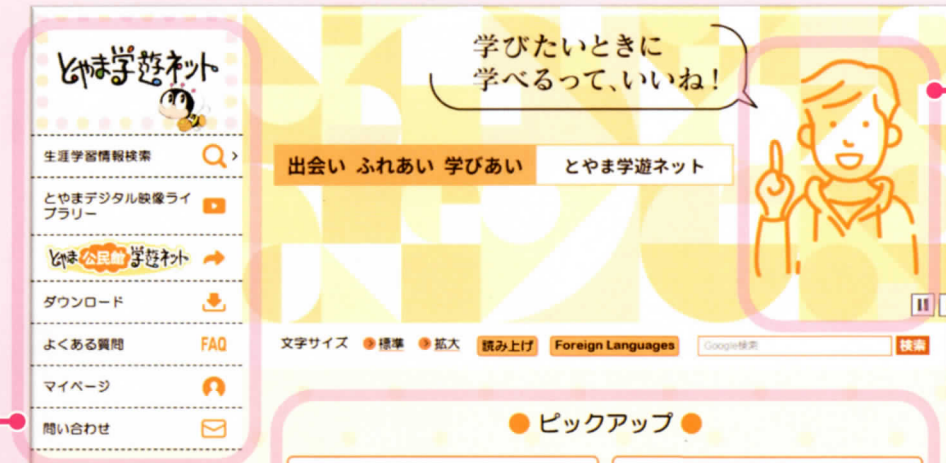 とやま学遊ネット
生涯学習情報検索
とやまデジタル映像ライ
ブラリー
とやま公民館学遊ネット
ダウンロード
よくある質問
FAQ
マイページ
問い合わせ
学びたいときに
学べるって、いいね!
出会い ふれあい 学びあい
とやま学遊ネット
文字サイズ 標準 拡大 読み上げ Foreign Languages Google検索 検索
ピックアップ